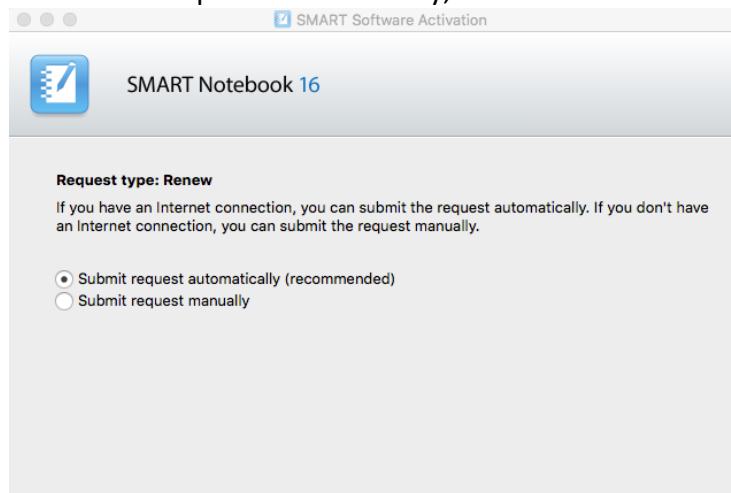 SMART Software Activation
SMART Notebook 16
Request type: Renew
If you have an Internet connection, you can submit the request automatically. If you don't have
an Internet connection, you can submit the request manually.
Submit request automatically (recommended)
Submit request manually